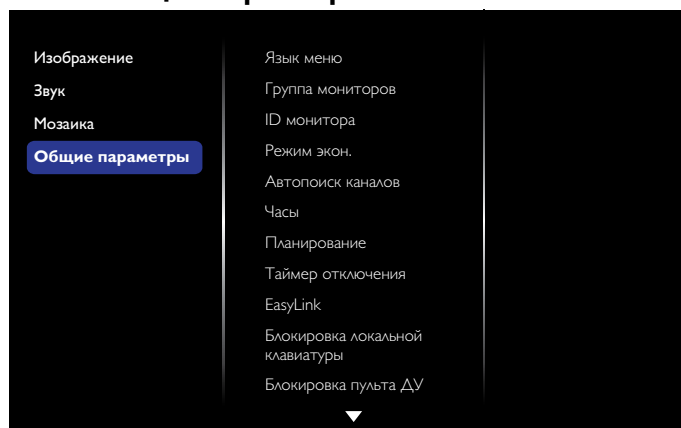 Изображение
Звук
Мозаика
Общие параметры
Язык меню
Группа мониторов
ID монитора
Режим экон.
Автопоиск каналов
Часы
Планирование
Таймер отключения
EasyLink
Блокировка локальной
клавиатуры
Блокировка пульта ДУ